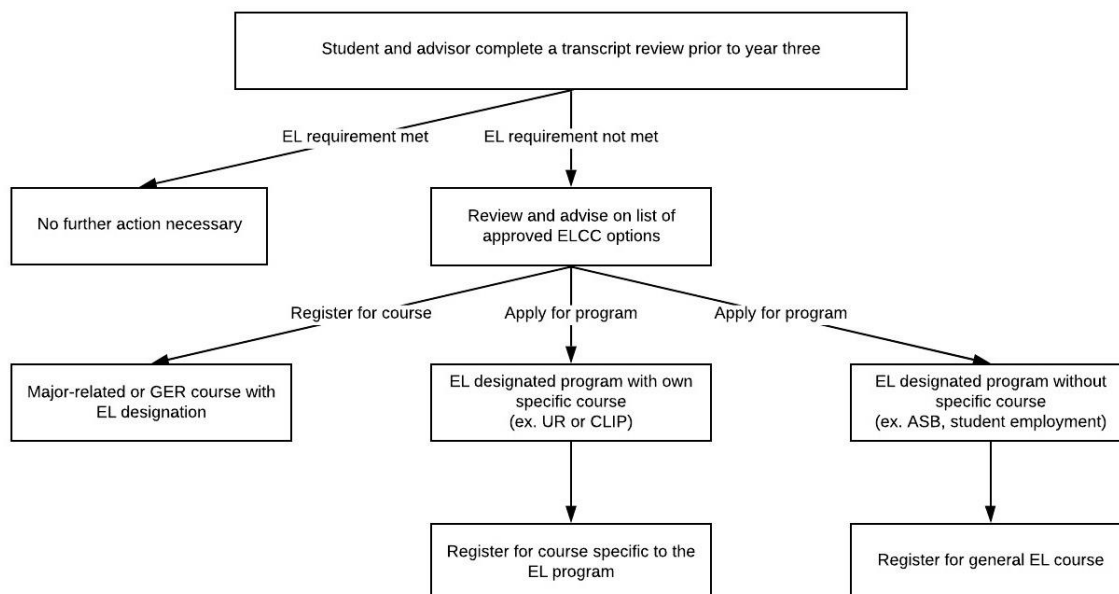 Student and advisor complete a transcript review prior to year three
EL requirement met
EL requirement not met
No further action necessary
Review and advise on list of
approved ELCC options
Register for course
Apply for program
Apply for program
Major-related or GER course with
EL designation
EL designated program with own
specific course
(ex. UR or CLIP)
EL designated program without
specific course
(ex. ASB, student employment)
Register for course specific to the
EL program
Register for general EL course